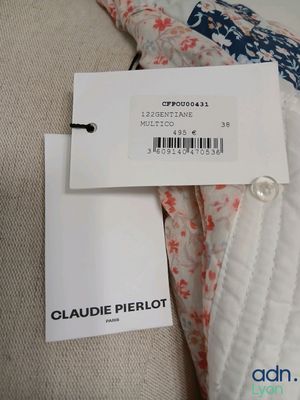 CFPOU00431
122GENTIANE
MULTICO 38
495 €
3 609140 470536
CLAUDIE PIERLOT
PARIS
adn.
Lyon